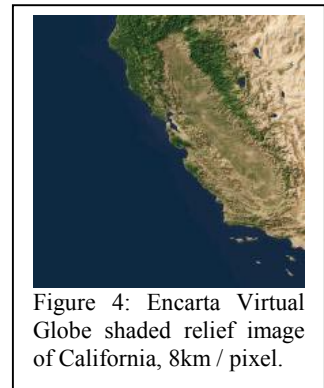 Figure 4: Encarta Virtual
Globe shaded relief image
of California, 8km / pixel.